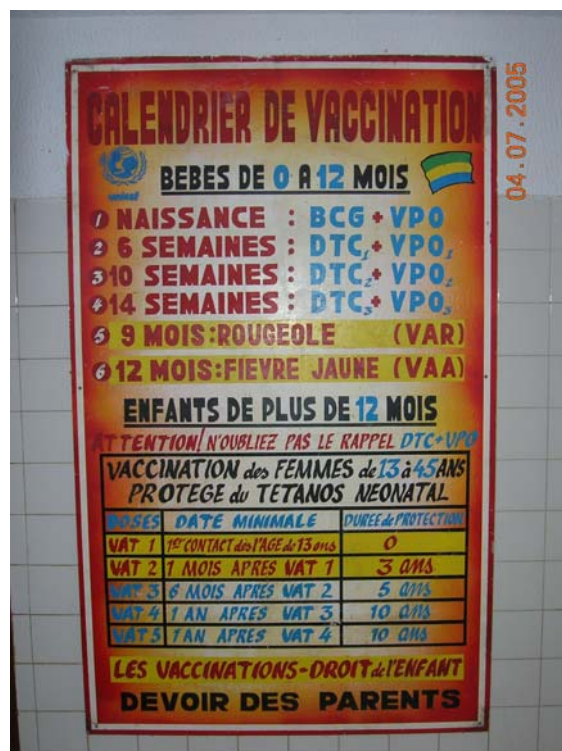 CALENDRIER DE VACCINATION
unicef
BEBES DE 0 A 12 MOIS
1 NAISSANCE : BCG + VPO
2 6 SEMAINES : DTC1 + VPO1
3 10 SEMAINES : DTC2 + VPO2
4 14 SEMAINES : DTC3 + VPO3
5 9 MOIS : ROUGEOLE (VAR)
6 12 MOIS : FIEVRE JAUNE (VAA)
ENFANTS DE PLUS DE 12 MOIS
ATTENTION! N'OUBLIEZ PAS LE RAPPEL DTC+VPO
VACCINATION des FEMMES de 13 à 45 ANS
PROTEGE du TETANOS NEONATAL
DOSES DATE MINIMALE DUREE de PROTECTION
VAT 1 1er CONTACT dès l'AGE de 13 ans 0
VAT 2 1 MOIS APRES VAT 1 3 ans
VAT 3 6 MOIS APRES VAT 2 5 ans
VAT 4 1 AN APRES VAT 3 10 ans
VAT 5 1 AN APRES VAT 4 10 ans
LES VACCINATIONS-DROIT de l'ENFANT
DEVOIR DES PARENTS
04.07.2005